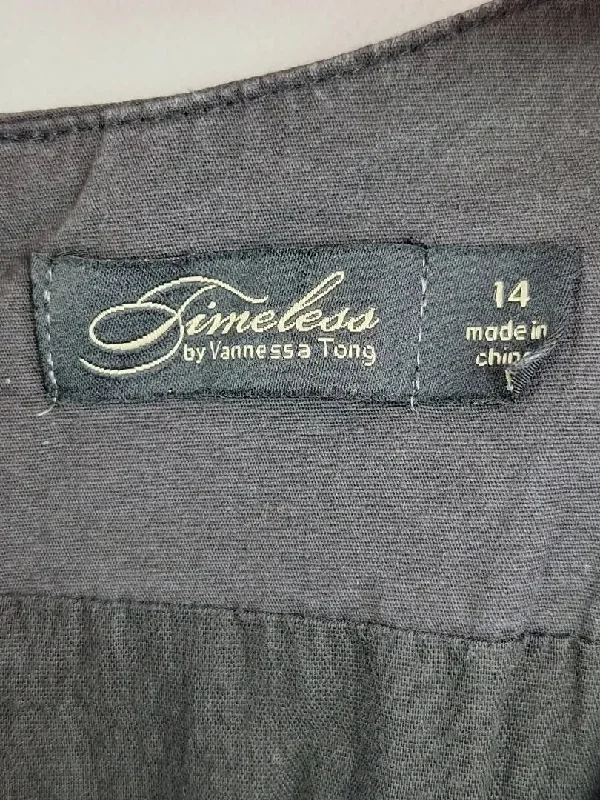 Timeless
by Vannessa Tong
14
made in
china